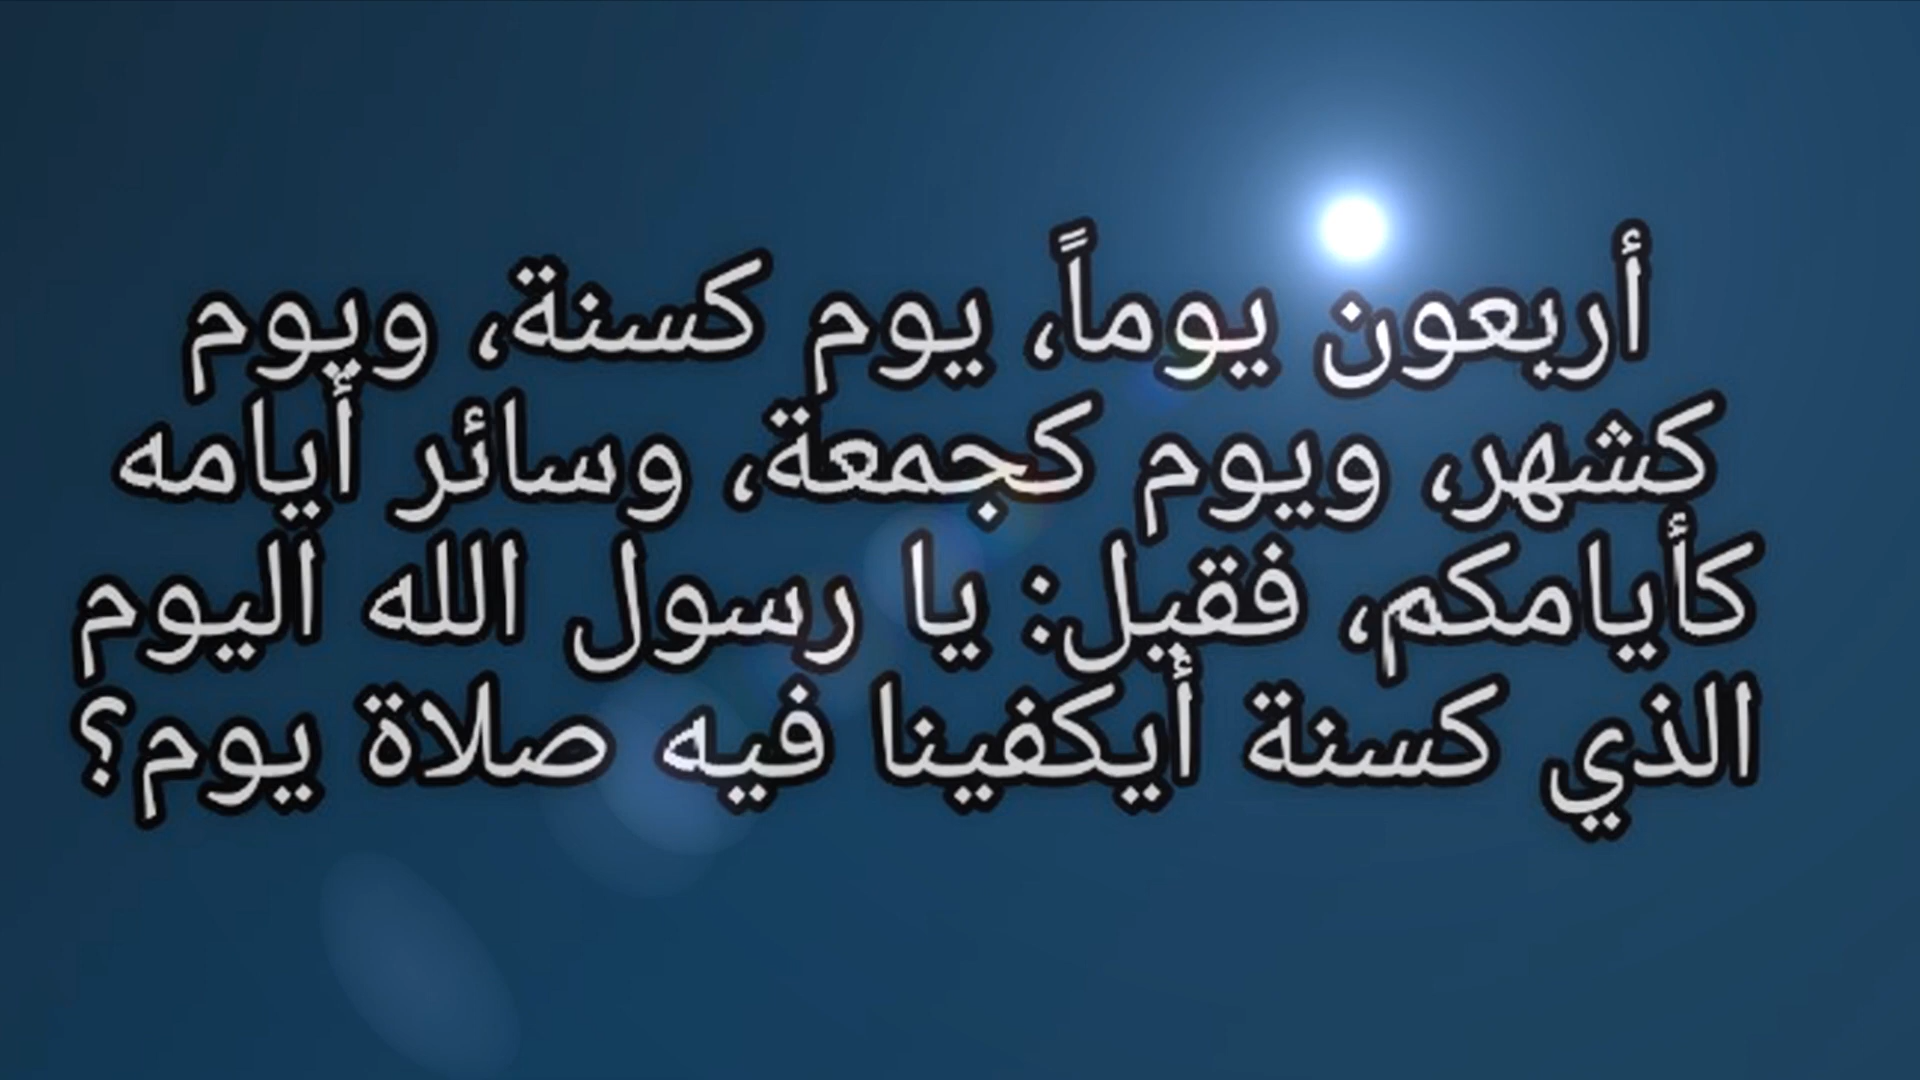 أربعون يوماً، يوم كسنة، ويوم
كشهر، ويوم كجمعة، وسائر أيامه
كأيامكم، فقيل: يا رسول الله اليوم
الذي كسنة أيكفينا فيه صلاة يوم؟